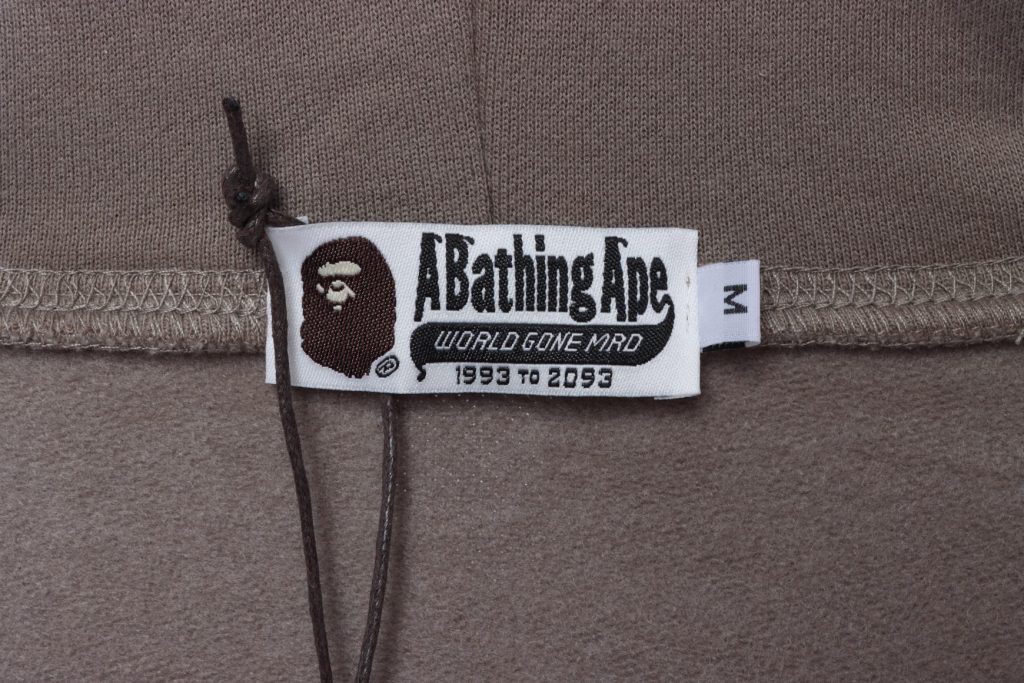 A Bathing Ape
WORLD GONE MAD
1993 TO 2093
®
M